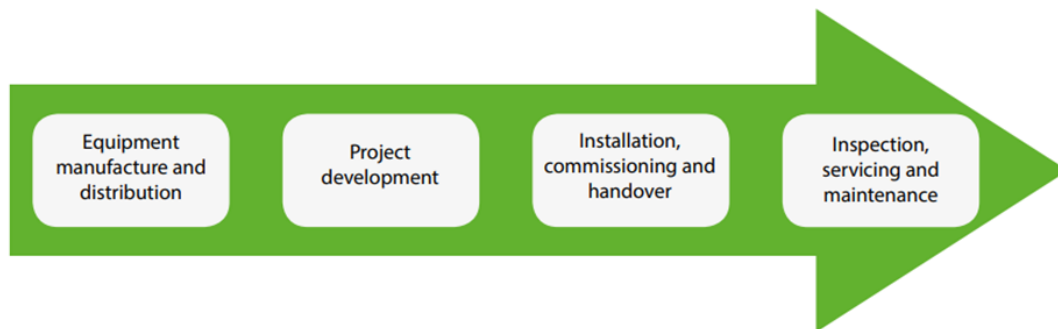 Equipment
manufacture and
distribution
Project
development
Installation,
commissioning and
handover
Inspection,
servicing and
maintenance